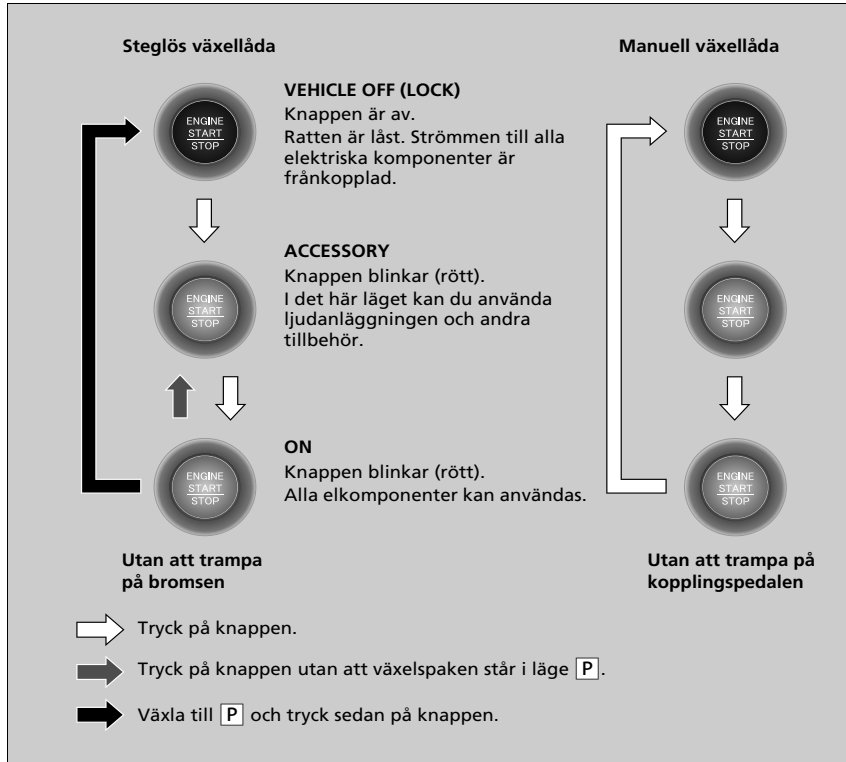 Steglös växellåda
Manuell växellåda
ENGINE
START
STOP
VEHICLE OFF (LOCK)
Knappen är av.
Ratten är låst. Strömmen till alla
elektriska komponenter är
frånkopplad.
ENGINE
START
STOP
ENGINE
START
STOP
ACCESSORY
Knappen blinkar (rött).
I det här läget kan du använda
ljudanläggningen och andra
tillbehör.
ENGINE
START
STOP
ENGINE
START
STOP
ON
Knappen blinkar (rött).
Alla elkomponenter kan användas.
ENGINE
START
STOP
Utan att trampa
på bromsen
Utan att trampa på
kopplingspedalen
Tryck på knappen.
Tryck på knappen utan att växelspaken står i läge P.
Växla till P och tryck sedan på knappen.